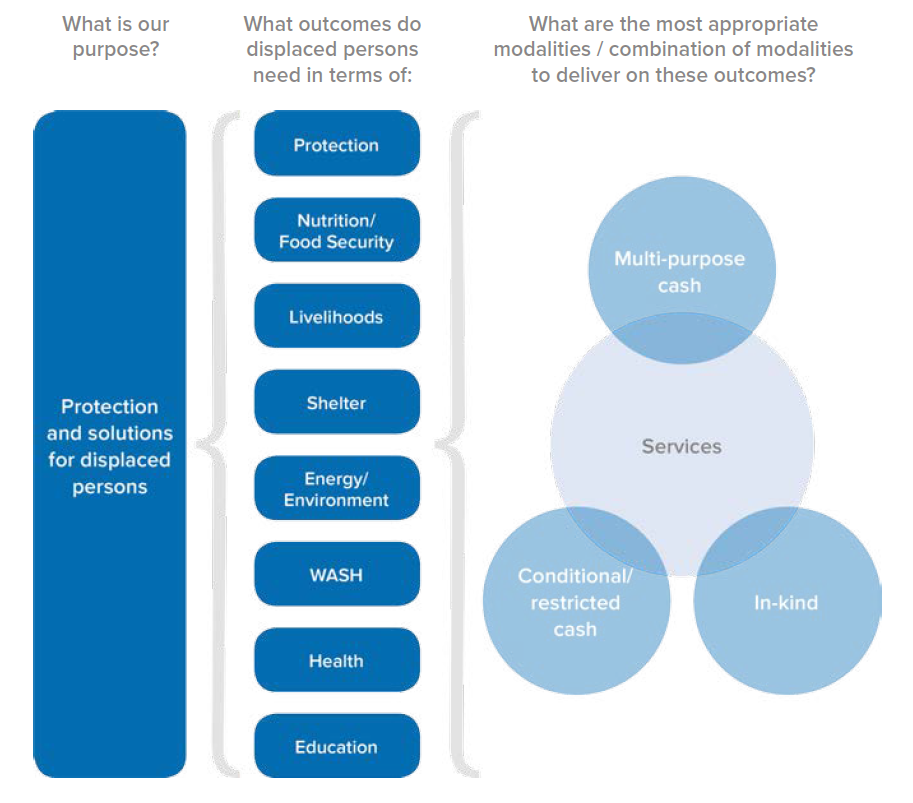 What is our
purpose?
What outcomes do
displaced persons
need in terms of:
What are the most appropriate
modalities / combination of modalities
to deliver on these outcomes?
Protection
and solutions
for displaced
persons
Protection
Nutrition/
Food Security
Livelihoods
Shelter
Energy/
Environment
WASH
Health
Education
Multi-purpose
cash
Services
Conditional/
restricted
cash
In-kind